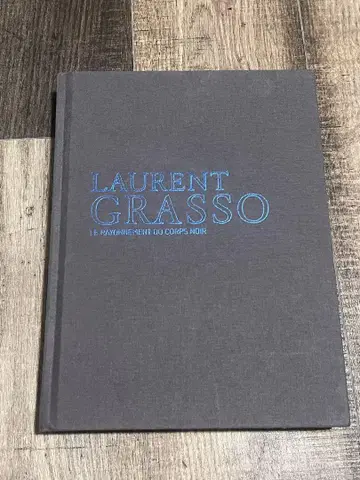 LAURENT
GRASSO
LE RAYONNEMENT DU CORPS NOIR